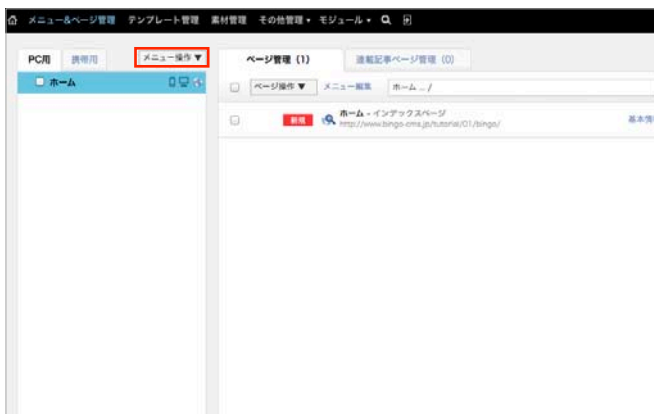 メニュー&ページ管理 テンプレート管理 素材管理 その他管理▾ モジュール▾
PC用 携帯用 メニュー操作▼
ホーム
ページ管理 (1) 連載記事ページ管理 (0)
ページ操作▼ メニュー編集 ホーム .. /
新規 ホーム - インデックスページ
http://www.bingo-cms.jp/tutorial/01/bingo/
基本情